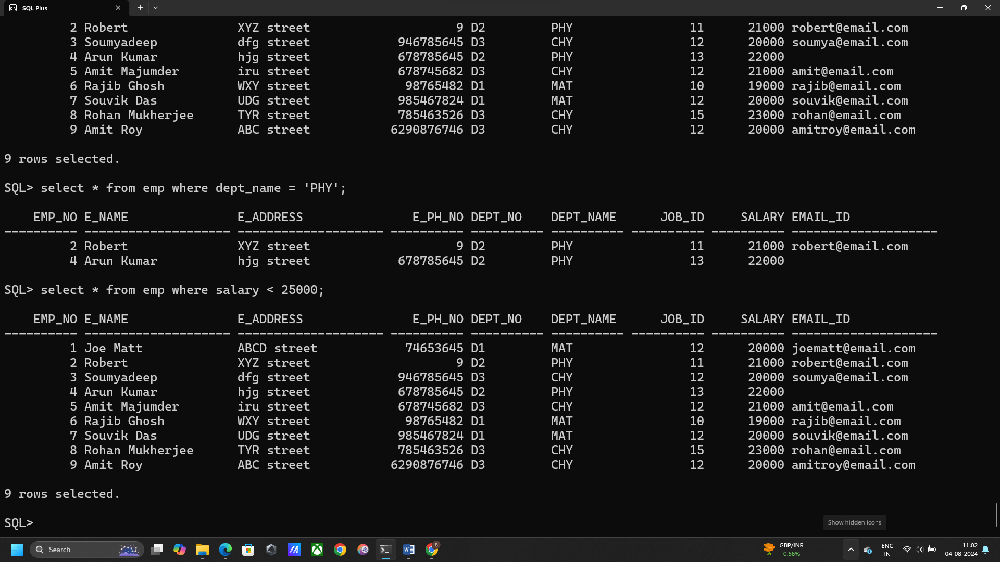 SQL Plus
2 Robert XYZ street 9 D2 PHY 11 21000 robert@email.com
3 Soumyadeep dfg street 946785645 D3 CHY 12 20000 soumya@email.com
4 Arun Kumar hjg street 678785645 D2 PHY 13 22000
5 Amit Majumder iru street 678745682 D3 CHY 12 21000 amit@email.com
6 Rajib Ghosh WXY street 98765482 D1 MAT 10 19000 rajib@email.com
7 Souvik Das UDG street 985467824 D1 MAT 12 20000 souvik@email.com
8 Rohan Mukherjee TYR street 785463526 D3 CHY 15 23000 rohan@email.com
9 Amit Roy ABC street 6290876746 D3 CHY 12 20000 amitroy@email.com
9 rows selected.
SQL> select * from emp where dept_name = 'PHY';
EMP_NO E_NAME E_ADDRESS E_PH_NO DEPT_NO DEPT_NAME JOB_ID SALARY EMAIL_ID
---------- -------------------- -------------------- ---------- ---------- ---------- ---------- ---------- --------------------
2 Robert XYZ street 9 D2 PHY 11 21000 robert@email.com
4 Arun Kumar hjg street 678785645 D2 PHY 13 22000
SQL> select * from emp where salary < 25000;
EMP_NO E_NAME E_ADDRESS E_PH_NO DEPT_NO DEPT_NAME JOB_ID SALARY EMAIL_ID
---------- -------------------- -------------------- ---------- ---------- ---------- ---------- ---------- --------------------
1 Joe Matt ABCD street 74653645 D1 MAT 12 20000 joematt@email.com
2 Robert XYZ street 9 D2 PHY 11 21000 robert@email.com
3 Soumyadeep dfg street 946785645 D3 CHY 12 20000 soumya@email.com
4 Arun Kumar hjg street 678785645 D2 PHY 13 22000
5 Amit Majumder iru street 678745682 D3 CHY 12 21000 amit@email.com
6 Rajib Ghosh WXY street 98765482 D1 MAT 10 19000 rajib@email.com
7 Souvik Das UDG street 985467824 D1 MAT 12 20000 souvik@email.com
8 Rohan Mukherjee TYR street 785463526 D3 CHY 15 23000 rohan@email.com
9 Amit Roy ABC street 6290876746 D3 CHY 12 20000 amitroy@email.com
9 rows selected.
SQL>
Show hidden icons
Search
S
GBP/INR
+0.56%
ENG
IN
11:02
04-08-2024